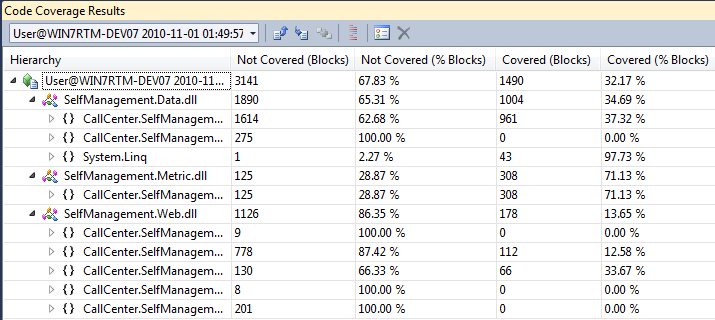 Code Coverage Results
User@WIN7RTM-DEV07 2010-11-01 01:49:57
Hierarchy Not Covered (Blocks) Not Covered (% Blocks) Covered (Blocks) Covered (% Blocks)
User@WIN7RTM-DEV07 2010-11... 3141 67.83 % 1490 32.17 %
SelfManagement.Data.dll 1890 65.31 % 1004 34.69 %
{} CallCenter.SelfManagem... 1614 62.68 % 961 37.32 %
{} CallCenter.SelfManagem... 275 100.00 % 0 0.00 %
{} System.Linq 1 2.27 % 43 97.73 %
SelfManagement.Metric.dll 125 28.87 % 308 71.13 %
{} CallCenter.SelfManagem... 125 28.87 % 308 71.13 %
SelfManagement.Web.dll 1126 86.35 % 178 13.65 %
{} CallCenter.SelfManagem... 9 100.00 % 0 0.00 %
{} CallCenter.SelfManagem... 778 87.42 % 112 12.58 %
{} CallCenter.SelfManagem... 130 66.33 % 66 33.67 %
{} CallCenter.SelfManagem... 8 100.00 % 0 0.00 %
{} CallCenter.SelfManagem... 201 100.00 % 0 0.00 %